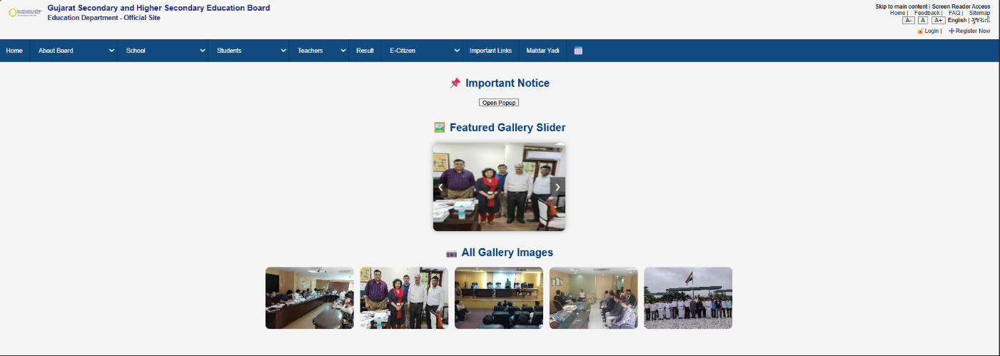 Gujarat Secondary and Higher Secondary Education Board
Education Department - Official Site
Skip to main content | Screen Reader Access
Home | Feedback | FAQ | Sitemap
A- A A+ English | ગુજરાતી
Login | Register Now
Home About Board School Students Teachers Result E-Citizen Important Links Matdar Yadi
Important Notice
Open Popup
Featured Gallery Slider
All Gallery Images